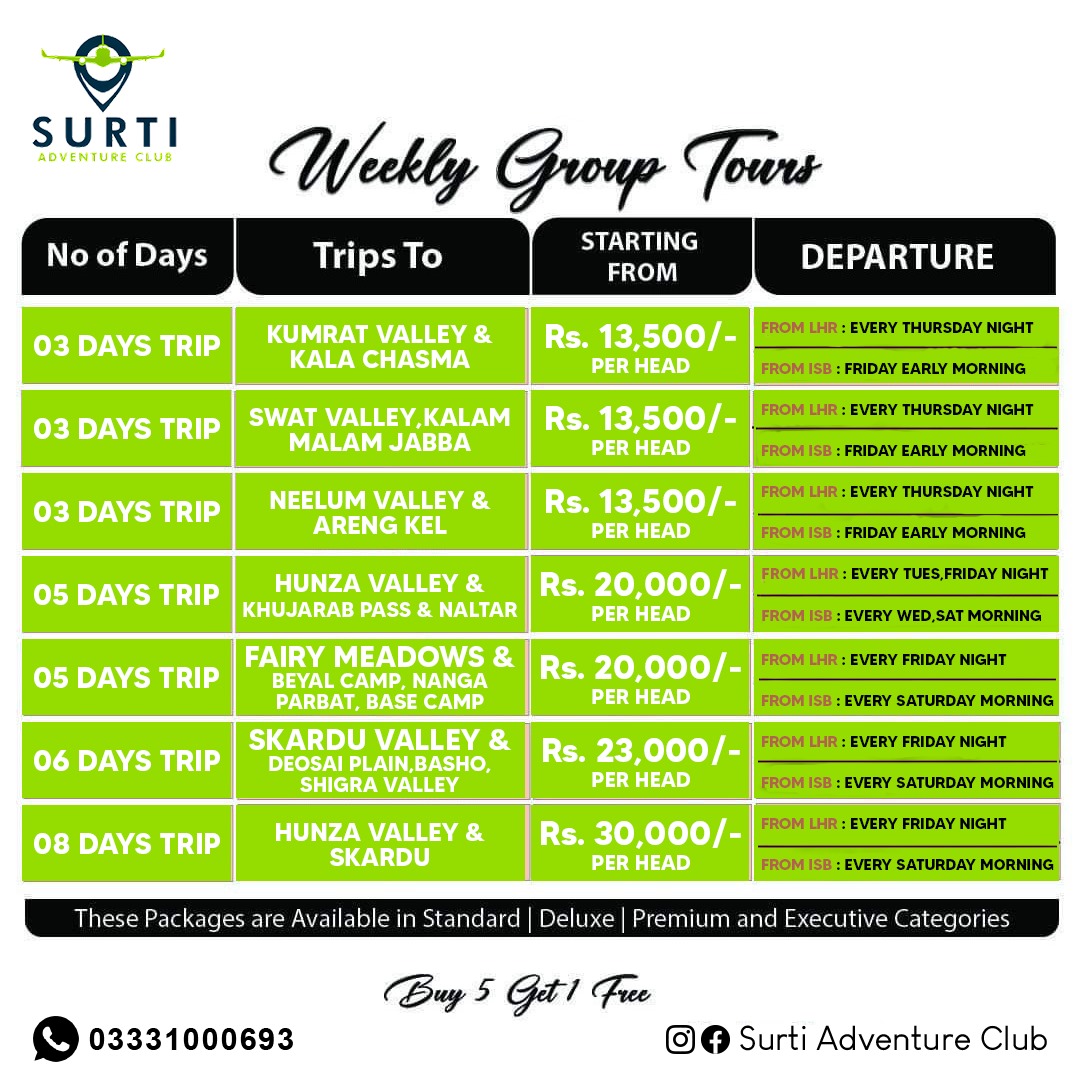 SURTI
ADVENTURE CLUB
Weekly Group Tours
No of Days
Trips To
STARTING
FROM
DEPARTURE
03 DAYS TRIP
KUMRAT VALLEY &
KALA CHASMA
Rs. 13,500/-
PER HEAD
FROM LHR : EVERY THURSDAY NIGHT
FROM ISB : FRIDAY EARLY MORNING
03 DAYS TRIP
SWAT VALLEY,KALAM
MALAM JABBA
Rs. 13,500/-
PER HEAD
FROM LHR : EVERY THURSDAY NIGHT
FROM ISB : FRIDAY EARLY MORNING
03 DAYS TRIP
NEELUM VALLEY &
ARENG KEL
Rs. 13,500/-
PER HEAD
FROM LHR : EVERY THURSDAY NIGHT
FROM ISB : FRIDAY EARLY MORNING
05 DAYS TRIP
HUNZA VALLEY &
KHUJARAB PASS & NALTAR
Rs. 20,000/-
PER HEAD
FROM LHR : EVERY TUES,FRIDAY NIGHT
FROM ISB : EVERY WED,SAT MORNING
05 DAYS TRIP
FAIRY MEADOWS &
BEYAL CAMP, NANGA
PARBAT, BASE CAMP
Rs. 20,000/-
PER HEAD
FROM LHR : EVERY FRIDAY NIGHT
FROM ISB : EVERY SATURDAY MORNING
06 DAYS TRIP
SKARDU VALLEY &
DEOSAI PLAIN,BASHO,
SHIGRA VALLEY
Rs. 23,000/-
PER HEAD
FROM LHR : EVERY FRIDAY NIGHT
FROM ISB : EVERY SATURDAY MORNING
08 DAYS TRIP
HUNZA VALLEY &
SKARDU
Rs. 30,000/-
PER HEAD
FROM LHR : EVERY FRIDAY NIGHT
FROM ISB : EVERY SATURDAY MORNING
These Packages are Available in Standard | Deluxe | Premium and Executive Categories
Buy 5 Get 1 Free
03331000693
Surti Adventure Club